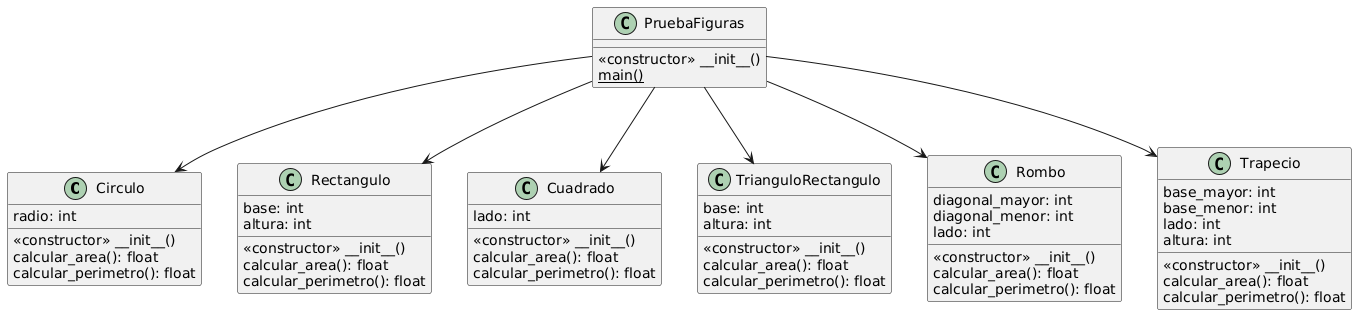 C PruebaFiguras
«constructor» __init__()
main()
C Circulo
radio: int
«constructor» __init__()
calcular_area(): float
calcular_perimetro(): float
C Rectangulo
base: int
altura: int
«constructor» __init__()
calcular_area(): float
calcular_perimetro(): float
C Cuadrado
lado: int
«constructor» __init__()
calcular_area(): float
calcular_perimetro(): float
C TrianguloRectangulo
base: int
altura: int
«constructor» __init__()
calcular_area(): float
calcular_perimetro(): float
C Rombo
diagonal_mayor: int
diagonal_menor: int
lado: int
«constructor» __init__()
calcular_area(): float
calcular_perimetro(): float
C Trapecio
base_mayor: int
base_menor: int
lado: int
altura: int
«constructor» __init__()
calcular_area(): float
calcular_perimetro(): float